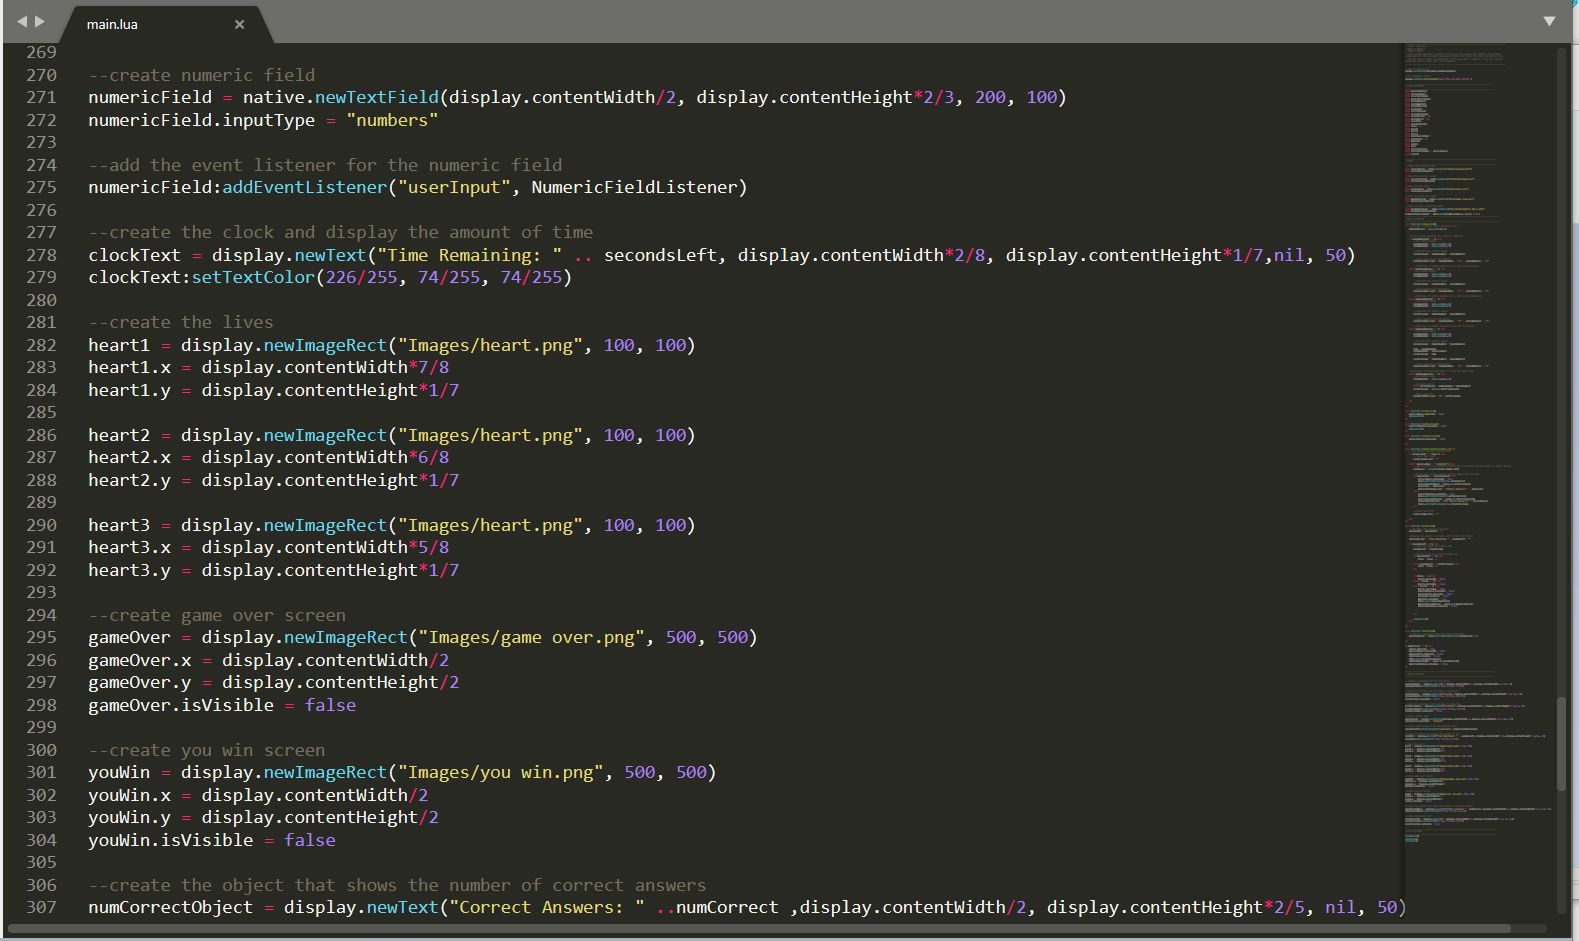 main.lua
269
270 --create numeric field
271 numericField = native.newTextField(display.contentWidth/2, display.contentHeight*2/3, 200, 100)
272 numericField.inputType = "numbers"
273
274 --add the event listener for the numeric field
275 numericField:addEventListener("userInput", NumericFieldListener)
276
277 --create the clock and display the amount of time
278 clockText = display.newText("Time Remaining: " .. secondsLeft, display.contentWidth*2/8, display.contentHeight*1/7,nil, 50)
279 clockText:setTextColor(226/255, 74/255, 74/255)
280
281 --create the lives
282 heart1 = display.newImageRect("Images/heart.png", 100, 100)
283 heart1.x = display.contentWidth*7/8
284 heart1.y = display.contentHeight*1/7
285
286 heart2 = display.newImageRect("Images/heart.png", 100, 100)
287 heart2.x = display.contentWidth*6/8
288 heart2.y = display.contentHeight*1/7
289
290 heart3 = display.newImageRect("Images/heart.png", 100, 100)
291 heart3.x = display.contentWidth*5/8
292 heart3.y = display.contentHeight*1/7
293
294 --create game over screen
295 gameOver = display.newImageRect("Images/game over.png", 500, 500)
296 gameOver.x = display.contentWidth/2
297 gameOver.y = display.contentHeight/2
298 gameOver.isVisible = false
299
300 --create you win screen
301 youWin = display.newImageRect("Images/you win.png", 500, 500)
302 youWin.x = display.contentWidth/2
303 youWin.y = display.contentHeight/2
304 youWin.isVisible = false
305
306 --create the object that shows the number of correct answers
307 numCorrectObject = display.newText("Correct Answers: " ..numCorrect ,display.contentWidth/2, display.contentHeight*2/5, nil, 50)